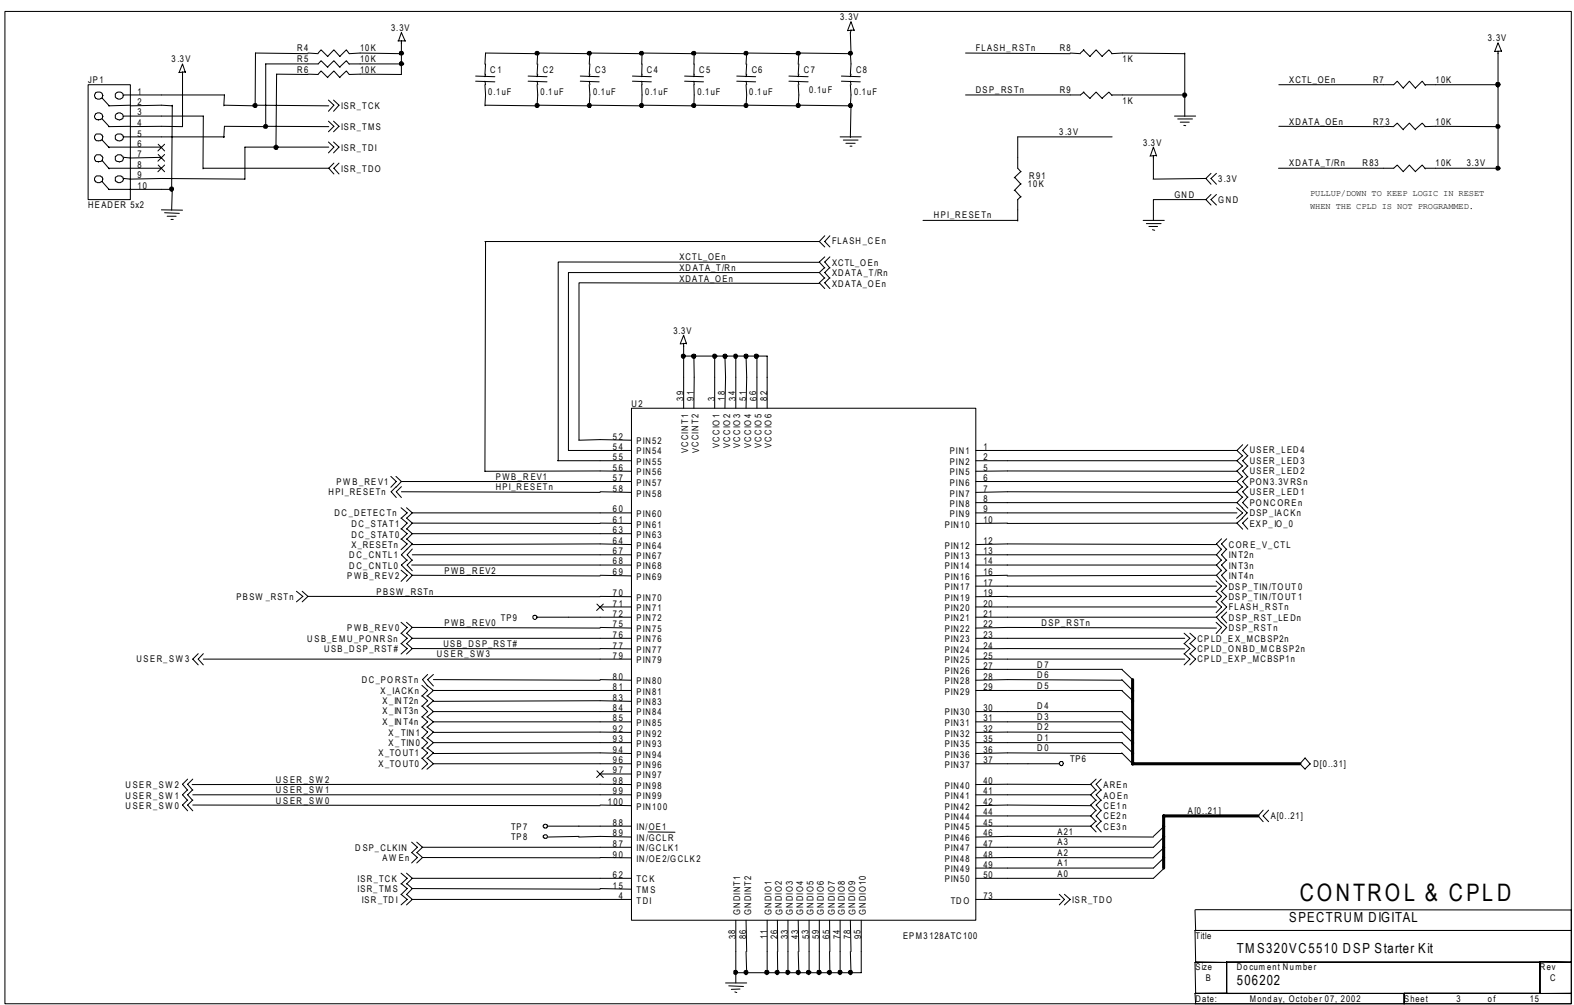 3.3V
R4 10K
R5 10K
R6 10K
3.3V
JP1
1
2
3
4
5
6
7
8
9
10
HEADER 5x2
ISR_TCK
ISR_TMS
ISR_TDI
ISR_TDO
3.3V
C1 C2 C3 C4 C5 C6 C7 C8
0.1uF 0.1uF 0.1uF 0.1uF 0.1uF 0.1uF 0.1uF 0.1uF
FLASH_RSTn R8 1K
DSP_RSTn R9 1K
3.3V
R91
10K
HPI_RESETn
3.3V
3.3V
GND GND
3.3V
XCTL_OEn R7 10K
XDATA_OEn R73 10K
XDATA_T/Rn R83 10K 3.3V
PULLUP/DOWN TO KEEP LOGIC IN RESET
WHEN THE CPLD IS NOT PROGRAMMED.
FLASH_CEn
XCTL_OEn XCTL_OEn
XDATA_T/Rn XDATA_T/Rn
XDATA_OEn XDATA_OEn
3.3V
39 91 3 18 34 51 66 82
U2
VCCINT1 VCCINT2 VCCIO1 VCCIO2 VCCIO3 VCCIO4 VCCIO5 VCCIO6
52 PIN52
54 PIN54
55 PIN55
56 PIN56
PWB_REV1 PWB_REV1 57 PIN57
HPI_RESETn HPI_RESETn 58 PIN58
DC_DETECTn 60 PIN60
DC_STAT1 61 PIN61
DC_STAT0 63 PIN63
X_RESETn 64 PIN64
DC_CNTL1 67 PIN67
DC_CNTL0 68 PIN68
PWB_REV2 PWB_REV2 69 PIN69
PBSW_RSTn PBSW_RSTn 70 PIN70
71 PIN71
TP9 72 PIN72
PWB_REV0 PWB_REV0 75 PIN75
USB_EMU_PONRSn 76 PIN76
USB_DSP_RST# USB_DSP_RST# 77 PIN77
USER_SW3 USER_SW3 79 PIN79
DC_PORSTn 80 PIN80
X_IACKn 81 PIN81
X_INT2n 83 PIN83
X_INT3n 84 PIN84
X_INT4n 85 PIN85
X_TIN1 92 PIN92
X_TIN0 93 PIN93
X_TOUT1 94 PIN94
X_TOUT0 96 PIN96
97 PIN97
USER_SW2 USER_SW2 98 PIN98
USER_SW1 USER_SW1 99 PIN99
USER_SW0 USER_SW0 100 PIN100
TP7 88 IN/OE1
TP8 89 IN/GCLR
DSP_CLKIN 87 IN/GCLK1
AWEn 90 IN/OE2/GCLK2
ISR_TCK 62 TCK
ISR_TMS 15 TMS
ISR_TDI 4 TDI
PIN1 1 USER_LED4
PIN2 2 USER_LED3
PIN5 5 USER_LED2
PIN6 6 PON3.3VRSn
PIN7 7 USER_LED1
PIN8 8 PONCOREn
PIN9 9 DSP_IACKn
PIN10 10 EXP_IO_0
PIN12 12 CORE_V_CTL
PIN13 13 INT2n
PIN14 14 INT3n
PIN16 16 INT4n
PIN17 17 DSP_TIN/TOUT0
PIN19 19 DSP_TIN/TOUT1
PIN20 20 FLASH_RSTn
PIN21 21 DSP_RST_LEDn
PIN22 22 DSP_RSTn DSP_RSTn
PIN23 23 CPLD_EX_MCBSP2n
PIN24 24 CPLD_ONBD_MCBSP2n
PIN25 25 CPLD_EXP_MCBSP1n
PIN26 27 D7
PIN28 28 D6
PIN29 29 D5
PIN30 30 D4
PIN31 31 D3
PIN32 32 D2
PIN35 35 D1
PIN36 36 D0
PIN37 37 TP6
D[0..31]
PIN40 40 AREn
PIN41 41 AOEn
PIN42 42 CE1n
PIN44 44 CE2n
PIN45 45 CE3n
PIN46 46 A21
PIN47 47 A3
PIN48 48 A2
PIN49 49 A1
PIN50 50 A0
A[0..21] A[0..21]
TDO 73 ISR_TDO
GNDINT1 GNDINT2 GNDIO1 GNDIO2 GNDIO3 GNDIO4 GNDIO5 GNDIO6 GNDIO7 GNDIO8 GNDIO9 GNDIO10
38 86 11 26 33 43 53 59 65 74 78 95
EPM3128ATC100
CONTROL & CPLD
SPECTRUM DIGITAL
Title
TMS320VC5510 DSP Starter Kit
Size Document Number Rev
B 506202 C
Date: Monday, October 07, 2002 Sheet 3 of 15